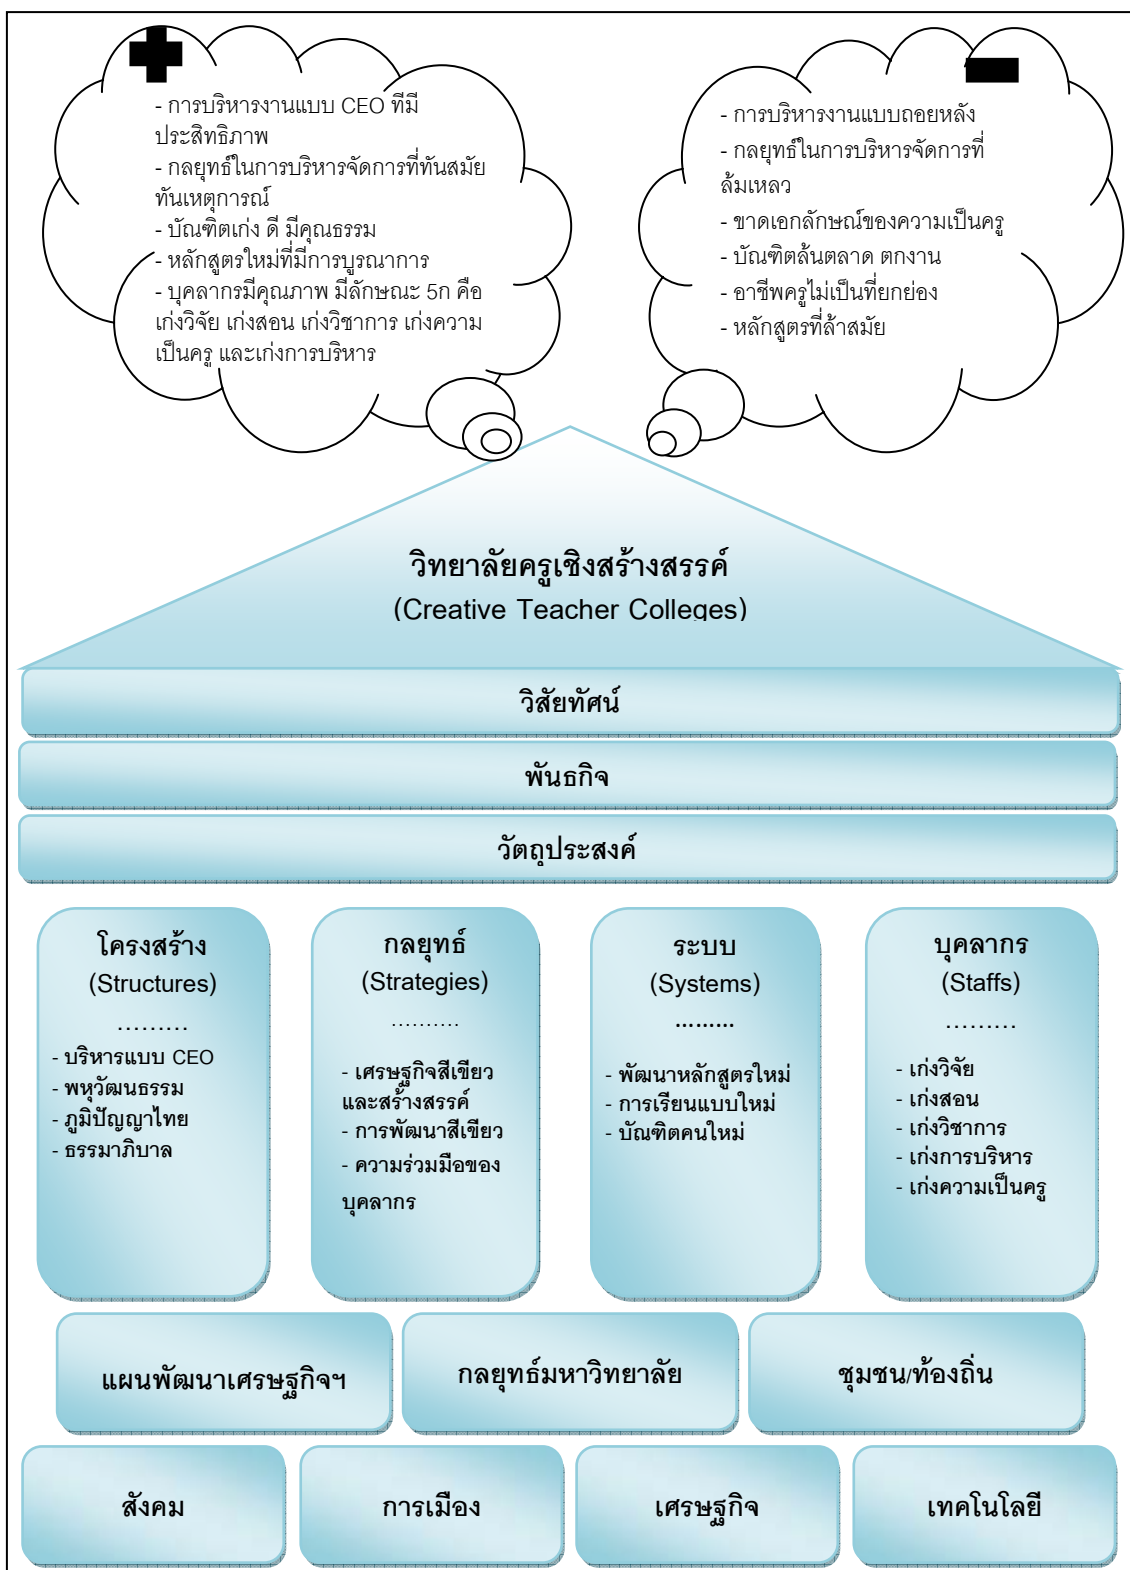 - การบริหารงานแบบ CEO ที่มี
ประสิทธิภาพ
- กลยุทธ์ในการบริหารจัดการที่ทันสมัย
ทันเหตุการณ์
- บัณฑิตเก่ง ดี มีคุณธรรม
- หลักสูตรใหม่ที่มีการบูรณาการ
- บุคลากรมีคุณภาพ มีลักษณะ 5ก คือ
เก่งวิจัย เก่งสอน เก่งวิชาการ เก่งความ
เป็นครู และเก่งการบริหาร
- การบริหารงานแบบถอยหลัง
- กลยุทธ์ในการบริหารจัดการที่
ล้มเหลว
- ขาดเอกลักษณ์ของความเป็นครู
- บัณฑิตล้นตลาด ตกงาน
- อาชีพครูไม่เป็นที่ยกย่อง
- หลักสูตรที่ล้าสมัย
วิทยาลัยครูเชิงสร้างสรรค์
(Creative Teacher Colleges)
วิสัยทัศน์
พันธกิจ
วัตถุประสงค์
โครงสร้าง
(Structures)
.........
- บริหารแบบ CEO
- พหุวัฒนธรรม
- ภูมิปัญญาไทย
- ธรรมาภิบาล
กลยุทธ์
(Strategies)
..........
- เศรษฐกิจสีเขียว
และสร้างสรรค์
- การพัฒนาสีเขียว
- ความร่วมมือของ
บุคลากร
ระบบ
(Systems)
.........
- พัฒนาหลักสูตรใหม่
- การเรียนแบบใหม่
- บัณฑิตคนใหม่
บุคลากร
(Staffs)
.........
- เก่งวิจัย
- เก่งสอน
- เก่งวิชาการ
- เก่งการบริหาร
- เก่งความเป็นครู
แผนพัฒนาเศรษฐกิจฯ
กลยุทธ์มหาวิทยาลัย
ชุมชน/ท้องถิ่น
สังคม
การเมือง
เศรษฐกิจ
เทคโนโลยี